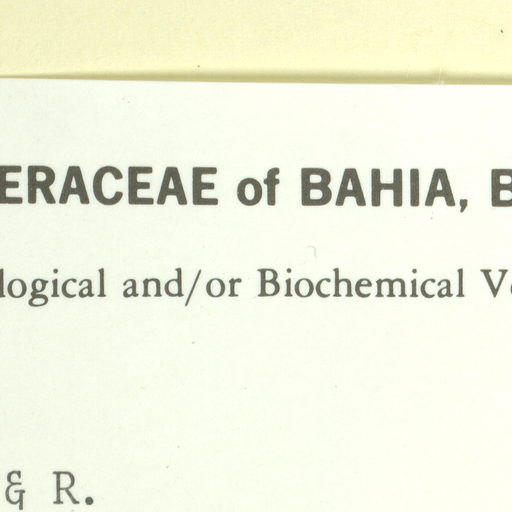 ERACEAE of BAHIA, B
logical and/or Biochemical V
& R.